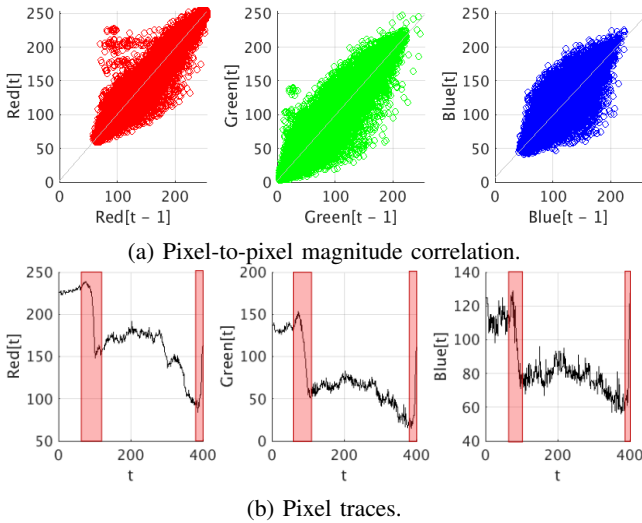 250
200
150
100
50
0
Red[t]
0 100 200
Red[t - 1]
250
200
150
100
50
0
Green[t]
0 100 200
Green[t - 1]
250
200
150
100
50
0
Blue[t]
0 100 200
Blue[t - 1]
(a) Pixel-to-pixel magnitude correlation.
250
200
150
100
50
Red[t]
0 200 400
t
200
150
100
50
0
Green[t]
0 200 400
t
140
120
100
80
60
40
Blue[t]
0 200 400
t
(b) Pixel traces.